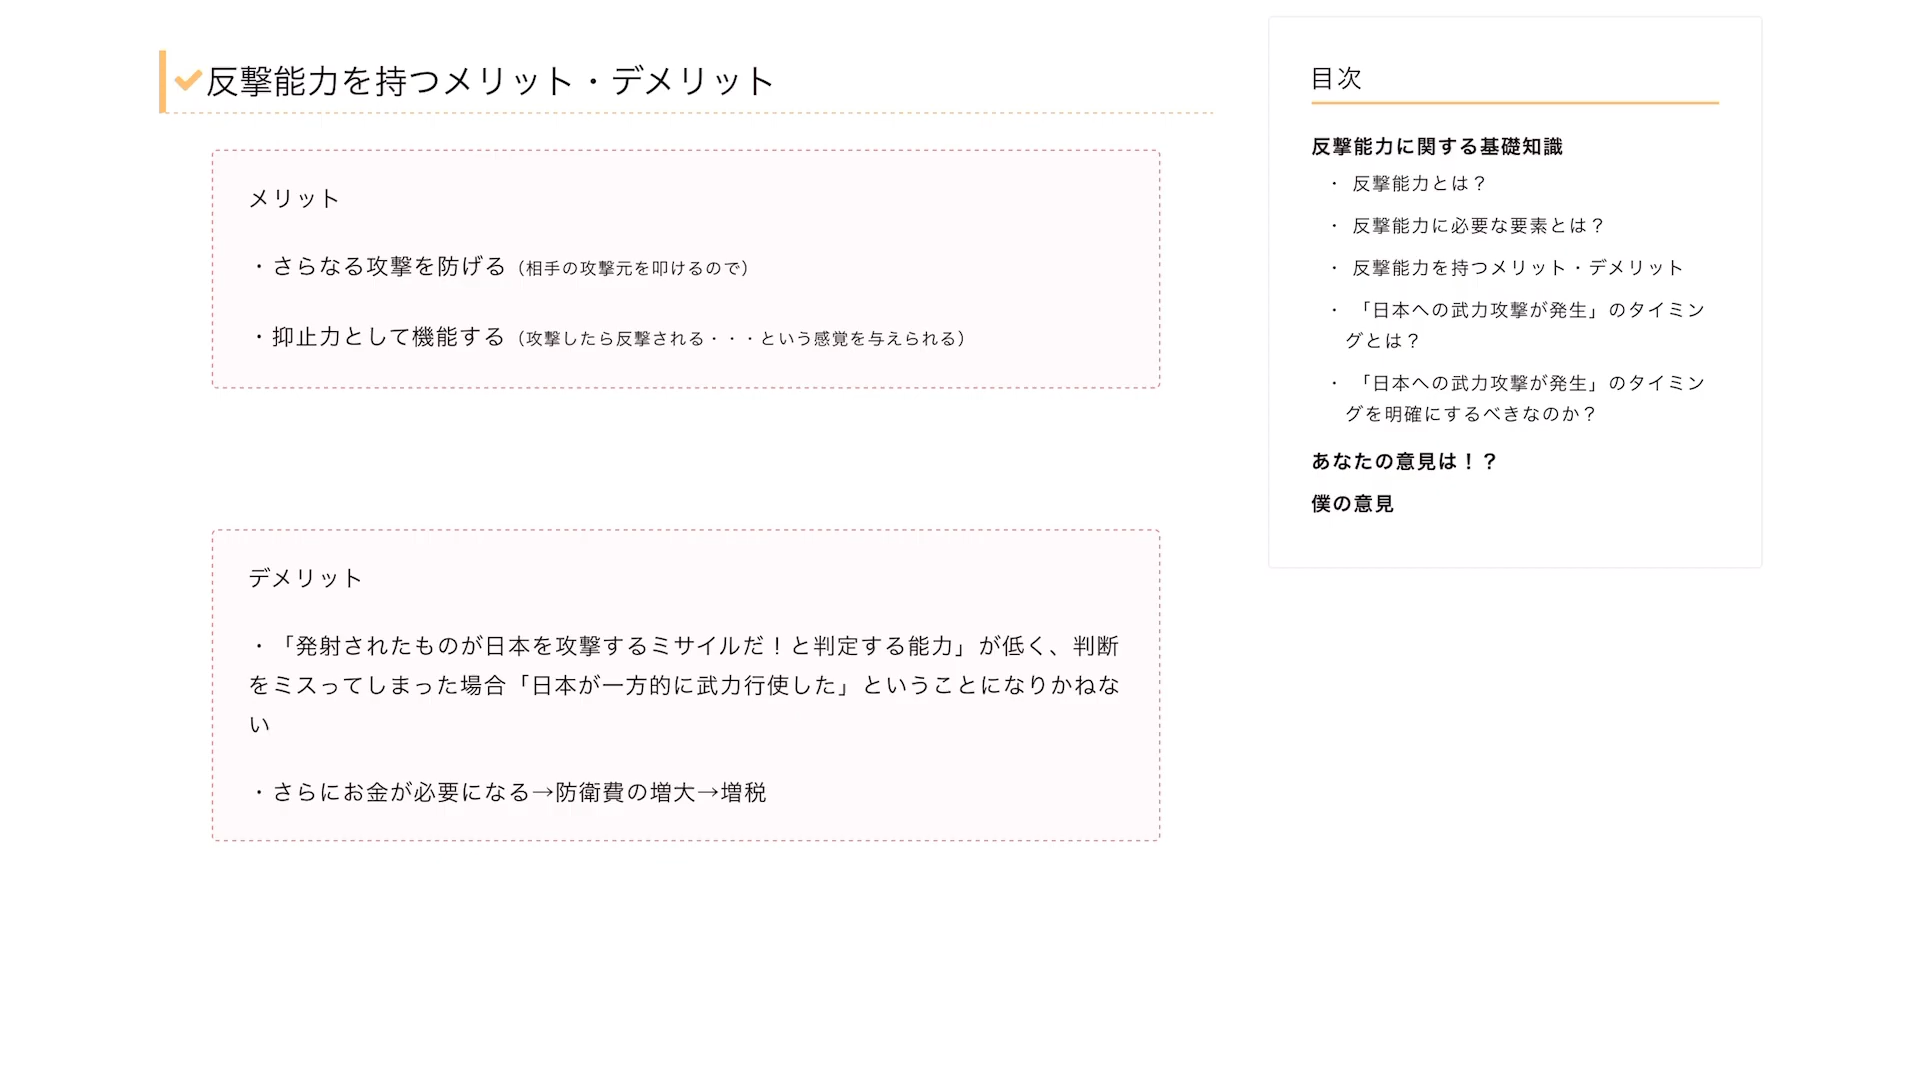 反撃能力を持つメリット・デメリット
メリット
・さらなる攻撃を防げる（相手の攻撃元を叩けるので）
・抑止力として機能する（攻撃したら反撃される・・・という感覚を与えられる）
デメリット
・「発射されたものが日本を攻撃するミサイルだ！と判定する能力」が低く、判断
をミスってしまった場合「日本が一方的に武力行使した」ということになりかねな
い
・さらにお金が必要になる→防衛費の増大→増税
目次
反撃能力に関する基礎知識
・ 反撃能力とは？
・ 反撃能力に必要な要素とは？
・ 反撃能力を持つメリット・デメリット
・ 「日本への武力攻撃が発生」のタイミン
グとは？
・ 「日本への武力攻撃が発生」のタイミン
グを明確にするべきなのか？
あなたの意見は！？
僕の意見